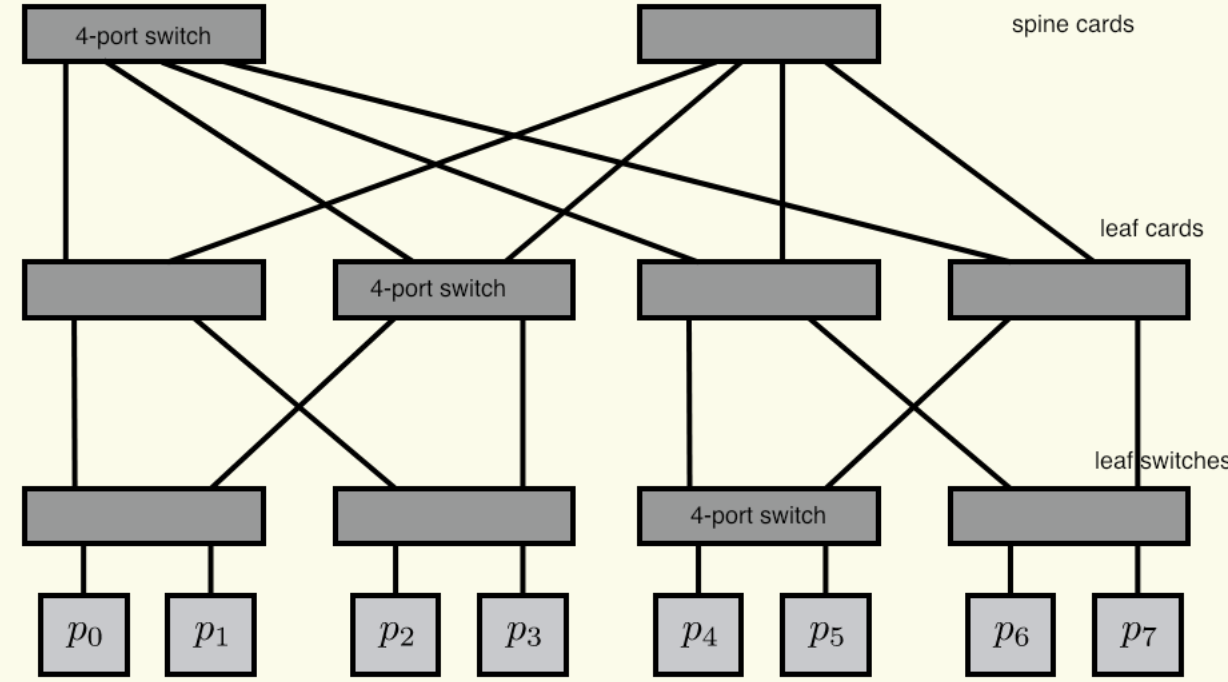 4-port switch
spine cards
leaf cards
4-port switch
leaf switches
4-port switch
p0 p1 p2 p3 p4 p5 p6 p7